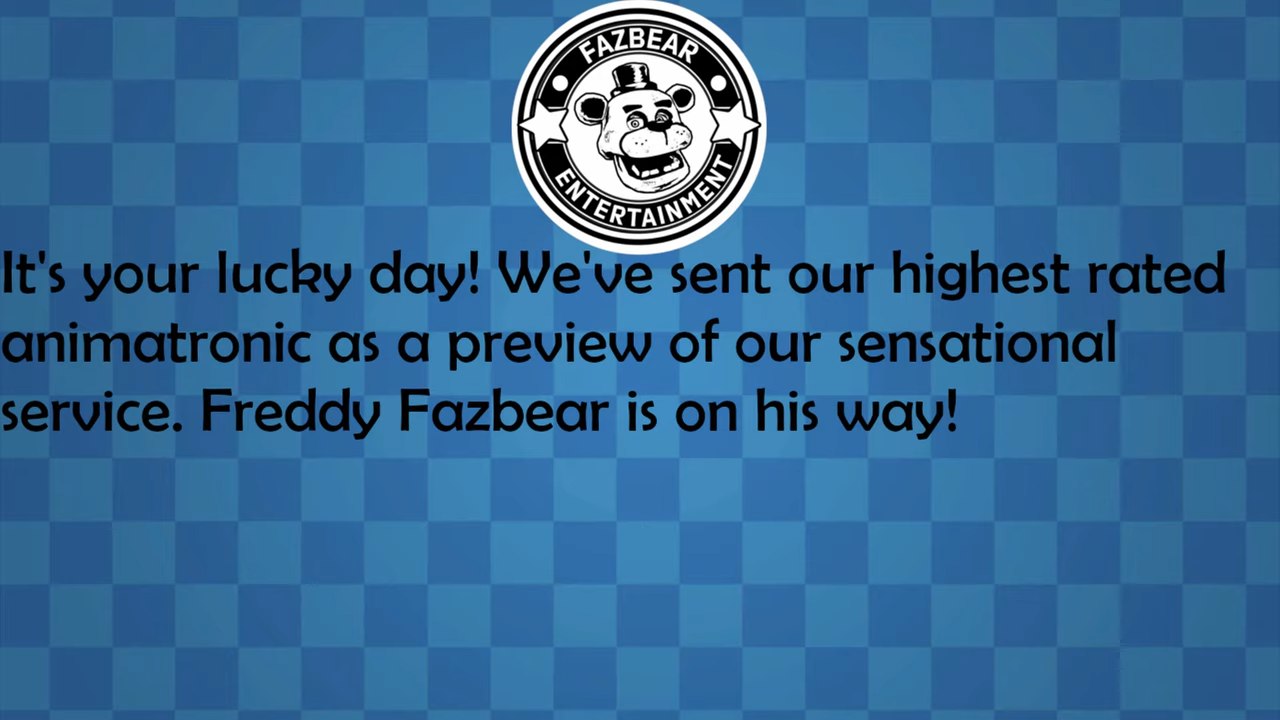 FAZBEAR
ENTERTAINMENT
It's your lucky day! We've sent our highest rated
animatronic as a preview of our sensational
service. Freddy Fazbear is on his way!